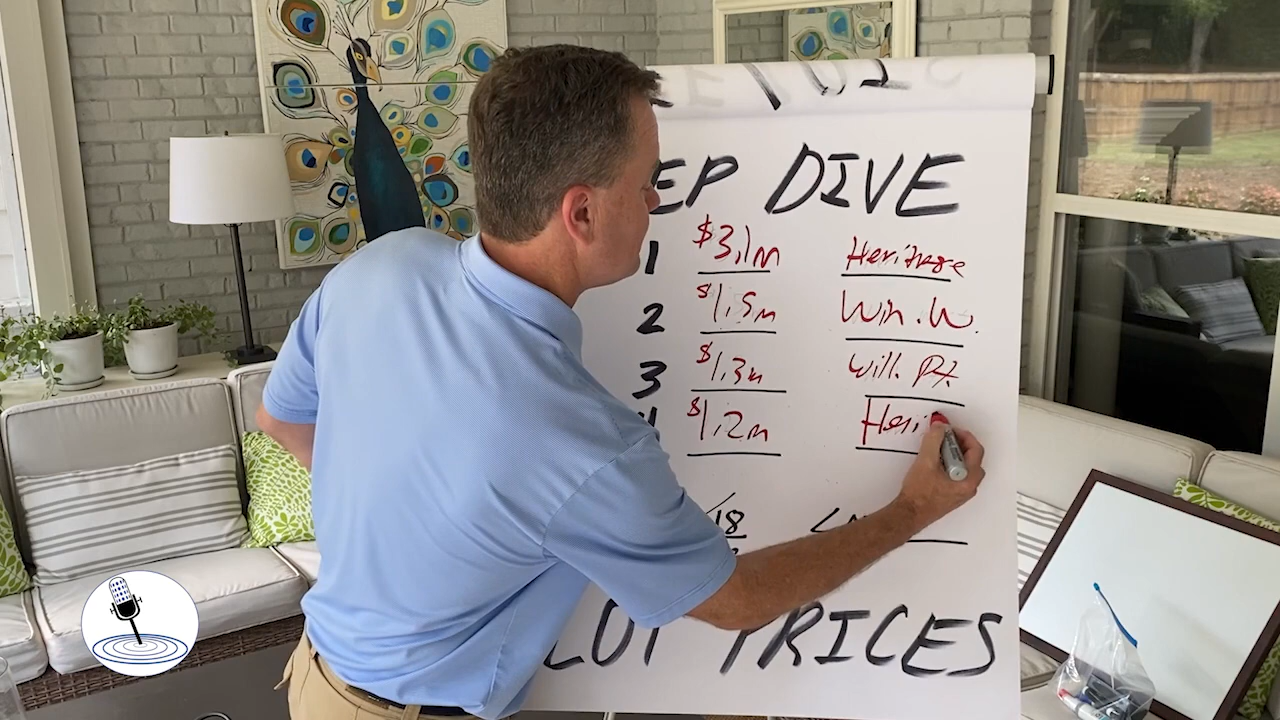 EP DIVE
1 $3.1M Heritage
2 $1.5M Win. W.
3 $1.3M Will. Pt.
$1.2M Heri
18
LOT PRICES